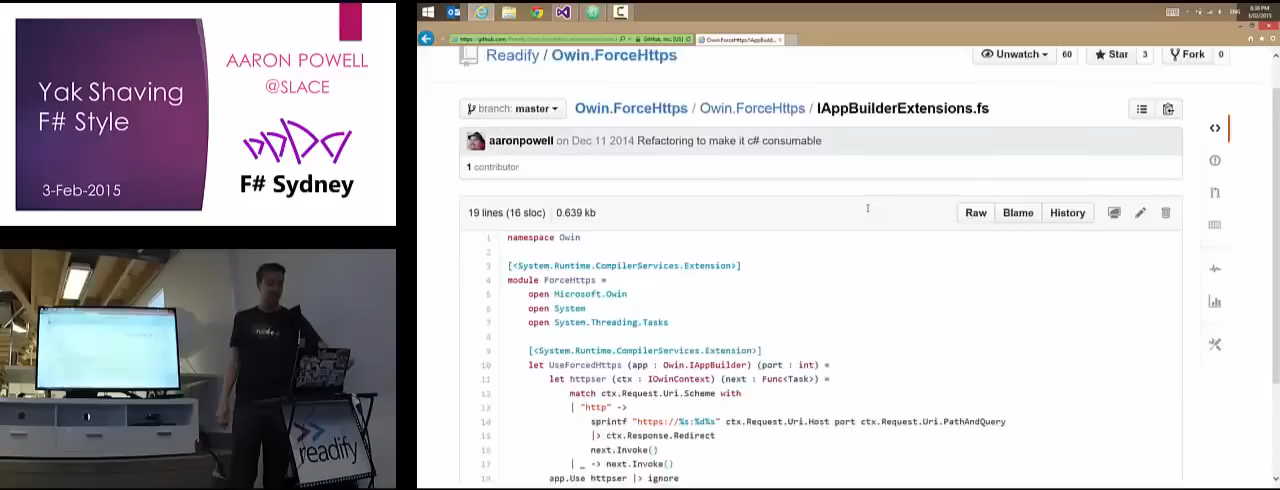 Yak Shaving
F# Style
3-Feb-2015
AARON POWELL
@SLACE
F# Sydney
readify
6:38 PM
3/02/2015
Readify / Owin.ForceHttps
Unwatch 60
Star 3
Fork 0
branch: master
Owin.ForceHttps / Owin.ForceHttps / IAppBuilderExtensions.fs
aaronpowell on Dec 11 2014 Refactoring to make it c# consumable
1 contributor
19 lines (16 sloc) 0.639 kb
Raw Blame History
1 namespace Owin
2
3 [<System.Runtime.CompilerServices.Extension>]
4 module ForceHttps =
5 open Microsoft.Owin
6 open System
7 open System.Threading.Tasks
8
9 [<System.Runtime.CompilerServices.Extension>]
10 let UseForcedHttps (app : Owin.IAppBuilder) (port : int) =
11 let httpser (ctx : IOwinContext) (next : Func<Task>) =
12 match ctx.Request.Uri.Scheme with
13 | "http" ->
14 sprintf "https://%s:%d%s" ctx.Request.Uri.Host port ctx.Request.Uri.PathAndQuery
15 |> ctx.Response.Redirect
16 next.Invoke()
17 | _ -> next.Invoke()
18 app.Use httpser |> ignore